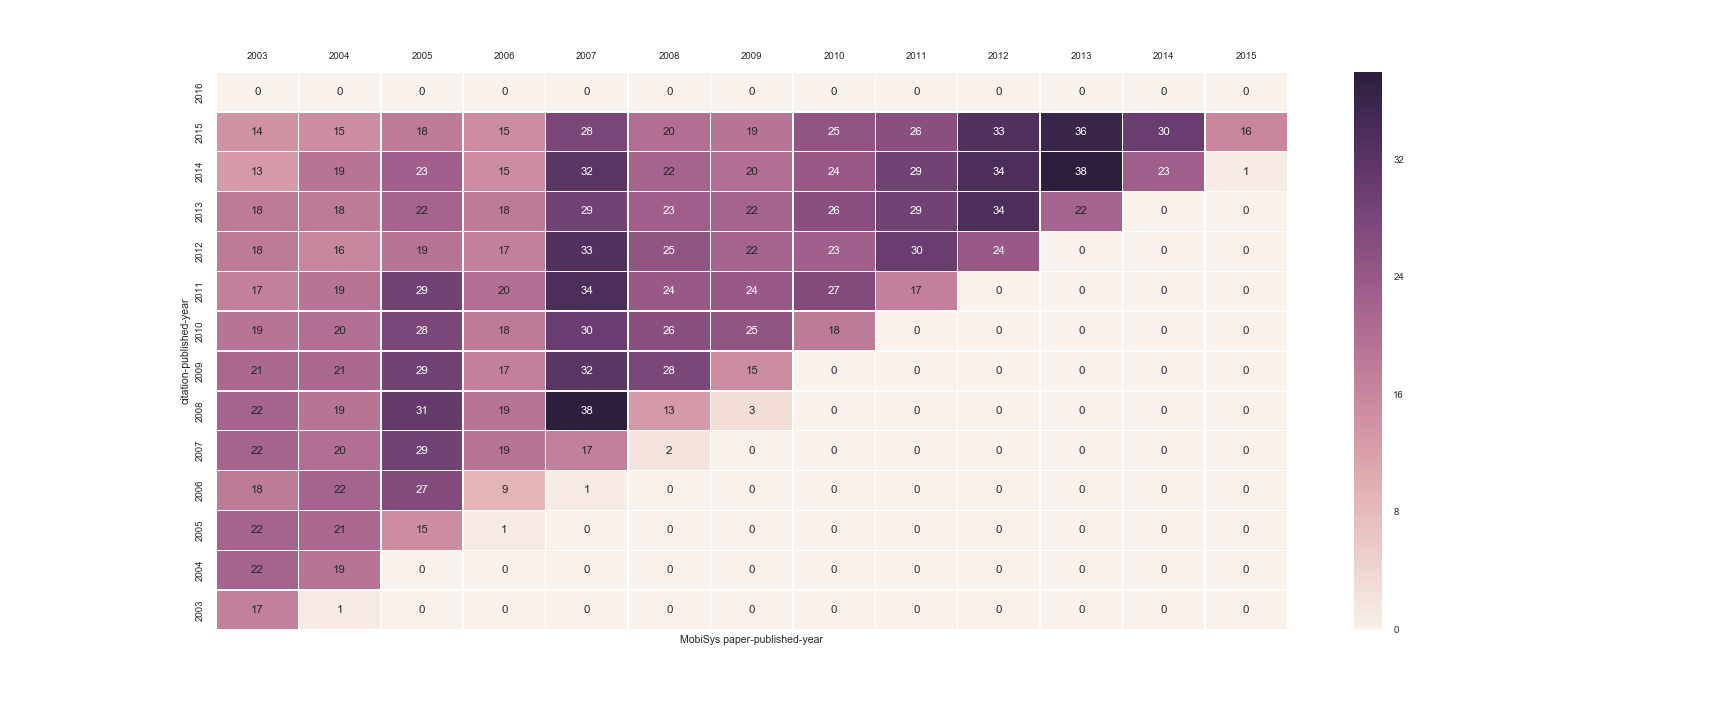 2003 2004 2005 2006 2007 2008 2009 2010 2011 2012 2013 2014 2015
2016 0 0 0 0 0 0 0 0 0 0 0 0 0
2015 14 15 18 15 28 20 19 25 26 33 36 30 16
2014 13 19 23 15 32 22 20 24 29 34 38 23 1
2013 18 18 22 18 29 23 22 26 29 34 22 0 0
2012 18 16 19 17 33 25 22 23 30 24 0 0 0
2011 17 19 29 20 34 24 24 27 17 0 0 0 0
2010 19 20 28 18 30 26 25 18 0 0 0 0 0
2009 21 21 29 17 32 28 15 0 0 0 0 0 0
2008 22 19 31 19 38 13 3 0 0 0 0 0 0
2007 22 20 29 19 17 2 0 0 0 0 0 0 0
2006 18 22 27 9 1 0 0 0 0 0 0 0 0
2005 22 21 15 1 0 0 0 0 0 0 0 0 0
2004 22 19 0 0 0 0 0 0 0 0 0 0 0
2003 17 1 0 0 0 0 0 0 0 0 0 0 0
citation-published-year
MobiSys paper-published-year
32
24
16
8
0